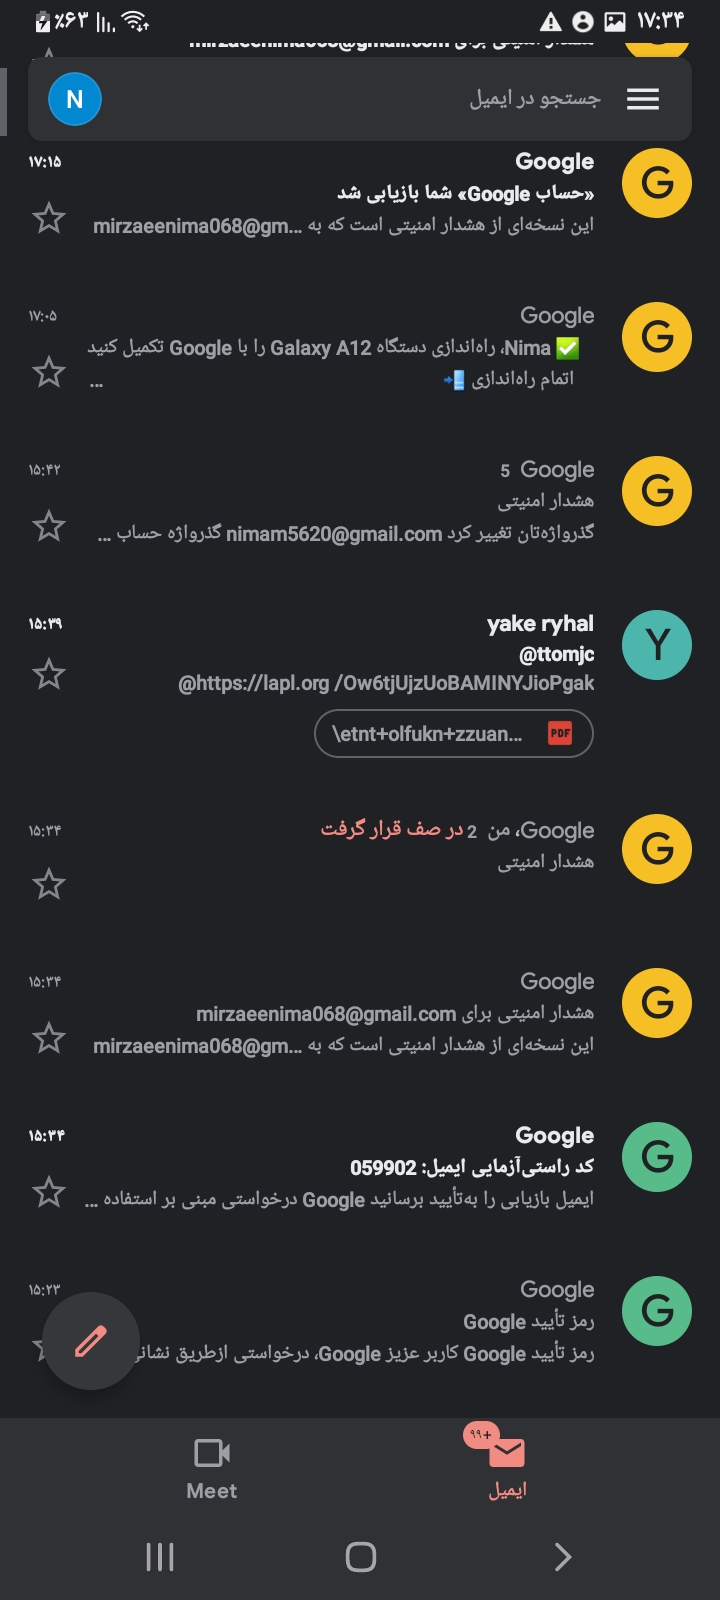 ۱۷:۳۴
٪۶۳
جستجو در ایمیل
N
Google
۱۷:۱۵
«حساب Google» شما بازیابی شد
این نسخه‌ای از هشدار امنیتی است که به mirzaeenima068@gm...
Google
۱۷:۰۵
✅ Nima، راه‌اندازی دستگاه Galaxy A12 را با Google تکمیل کنید
اتمام راه‌اندازی 📲 ...
Google 5
۱۵:۴۲
هشدار امنیتی
گذرواژه‌تان تغییر کرد nimam5620@gmail.com گذرواژه حساب ...
yake ryhal
۱۵:۳۹
@ttomjc
@https://lapl.org /Ow6tjUjzUoBAMINYJioPgak
\etnt+olfukn+zzuan...
PDF
Google، من 2 در صف قرار گرفت
۱۵:۳۴
هشدار امنیتی
Google
۱۵:۳۴
هشدار امنیتی برای mirzaeenima068@gmail.com
این نسخه‌ای از هشدار امنیتی است که به mirzaeenima068@gm...
Google
۱۵:۳۴
کد راستی‌آزمایی ایمیل: 059902
ایمیل بازیابی را به‌تأیید برسانید Google درخواستی مبنی بر استفاده ...
Google
۱۵:۲۳
رمز تأیید Google
رمز تأیید Google کاربر عزیز Google، درخواستی ازطریق نشانی
۹۹+
ایمیل
Meet